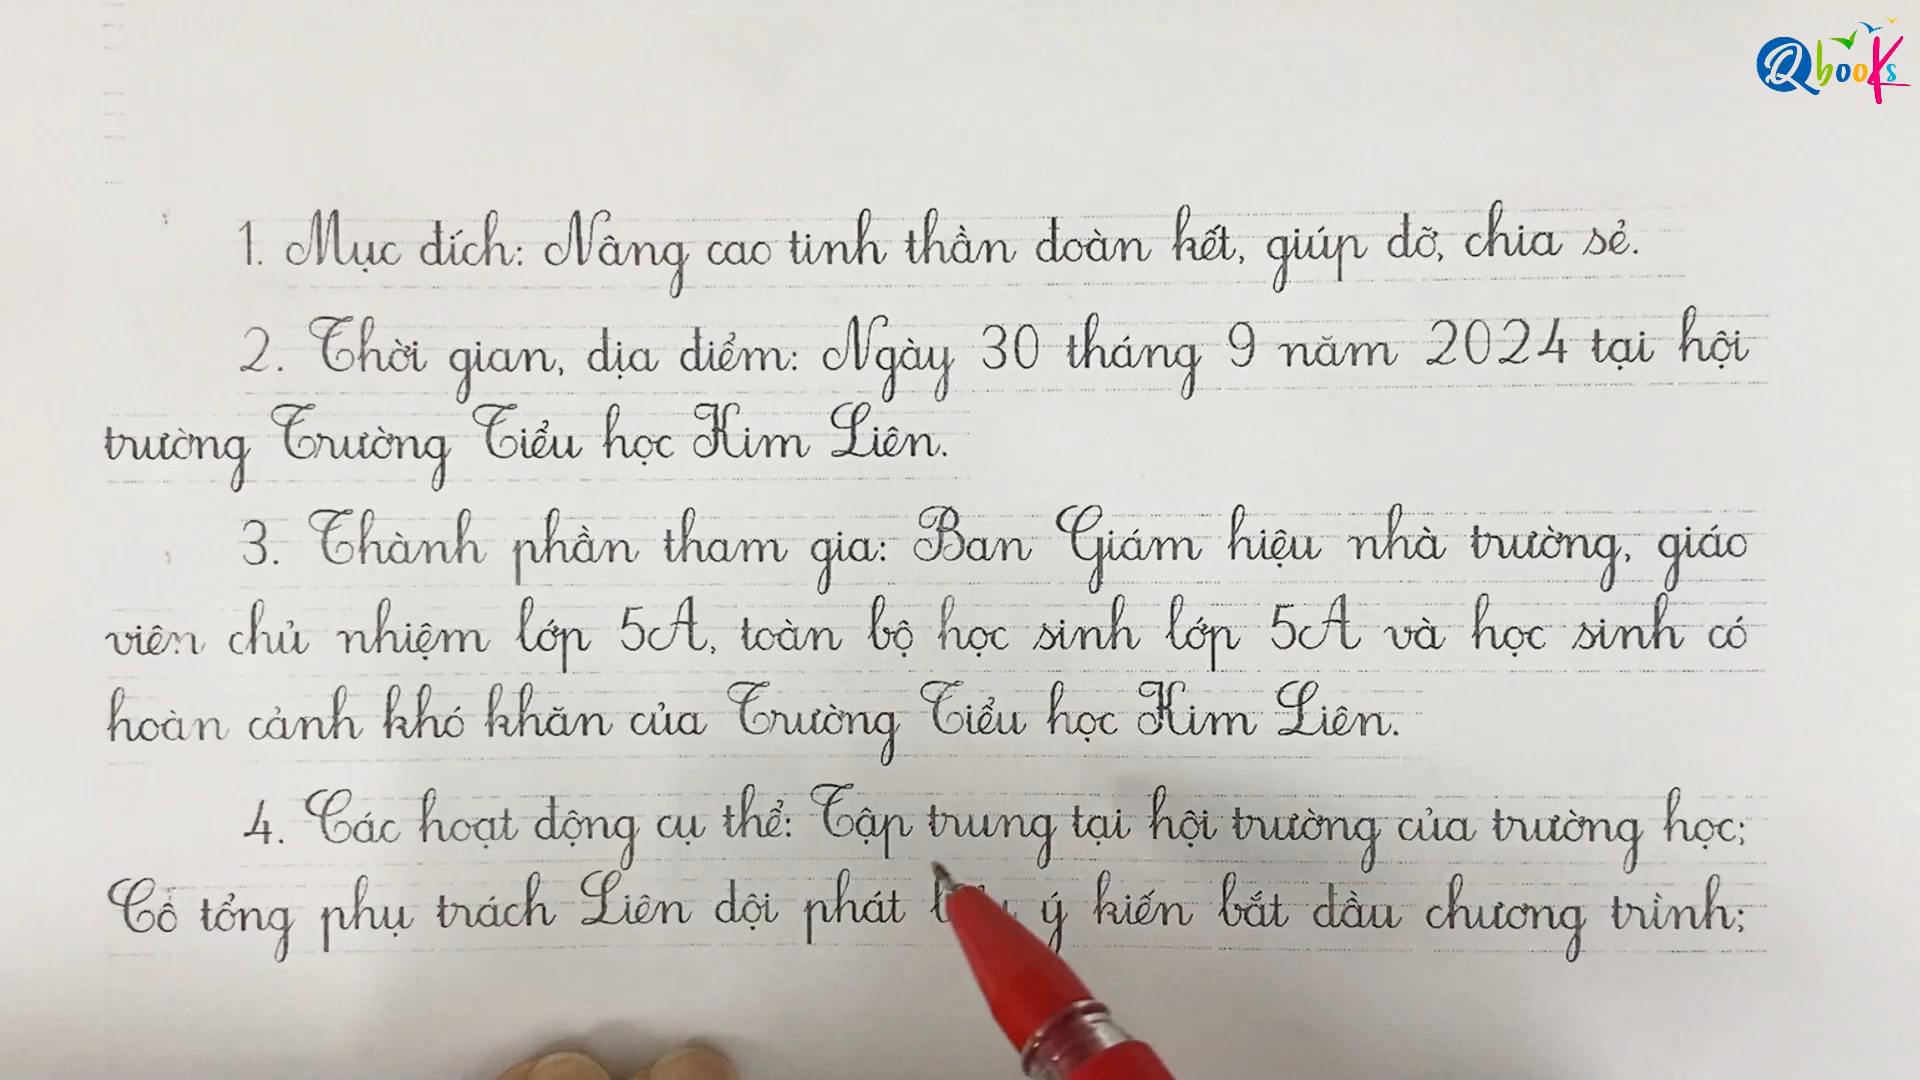 Qbooks
1. Mục đích: Nâng cao tinh thần đoàn kết, giúp đỡ, chia sẻ.
2. Thời gian, địa điểm: Ngày 30 tháng 9 năm 2024 tại hội
trường Trường Tiểu học Kim Liên.
3. Thành phần tham gia: Ban Giám hiệu nhà trường, giáo
viên chủ nhiệm lớp 5A, toàn bộ học sinh lớp 5A và học sinh có
hoàn cảnh khó khăn của Trường Tiểu học Kim Liên.
4. Các hoạt động cụ thể: Tập trung tại hội trường của trường học;
Cô tổng phụ trách Liên đội phát ý kiến bắt đầu chương trình;